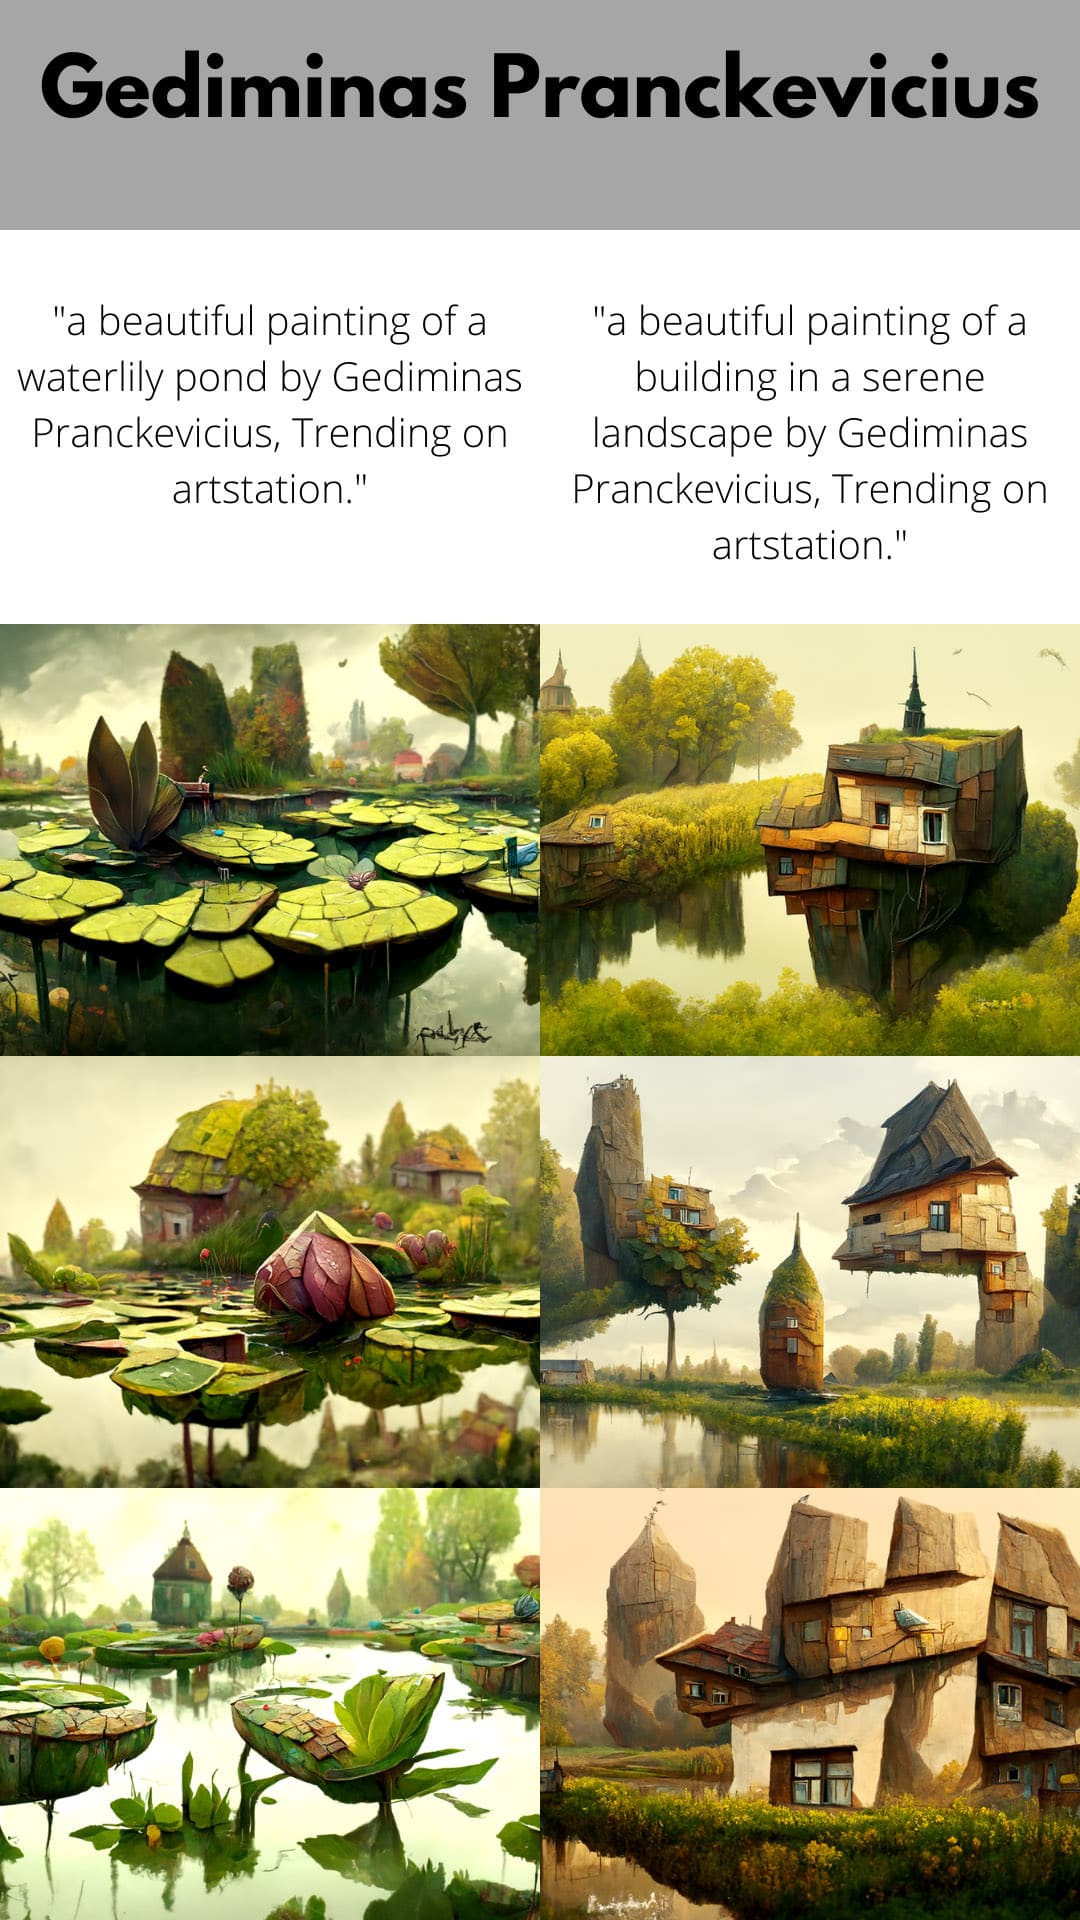 Gediminas Pranckevicius
"a beautiful painting of a
waterlily pond by Gediminas
Pranckevicius, Trending on
artstation."
"a beautiful painting of a
building in a serene
landscape by Gediminas
Pranckevicius, Trending on
artstation."